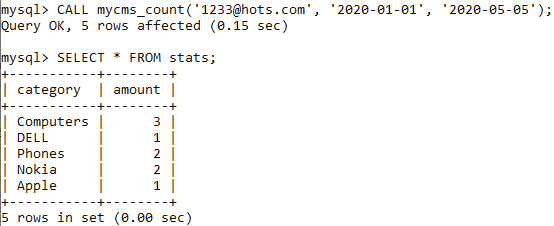 mysql> CALL mycms_count('1233@hots.com', '2020-01-01', '2020-05-05');
Query OK, 5 rows affected (0.15 sec)
mysql> SELECT * FROM stats;
+-----------+--------+
| category  | amount |
+-----------+--------+
| Computers |      3 |
| DELL      |      1 |
| Phones    |      2 |
| Nokia     |      2 |
| Apple     |      1 |
+-----------+--------+
5 rows in set (0.00 sec)